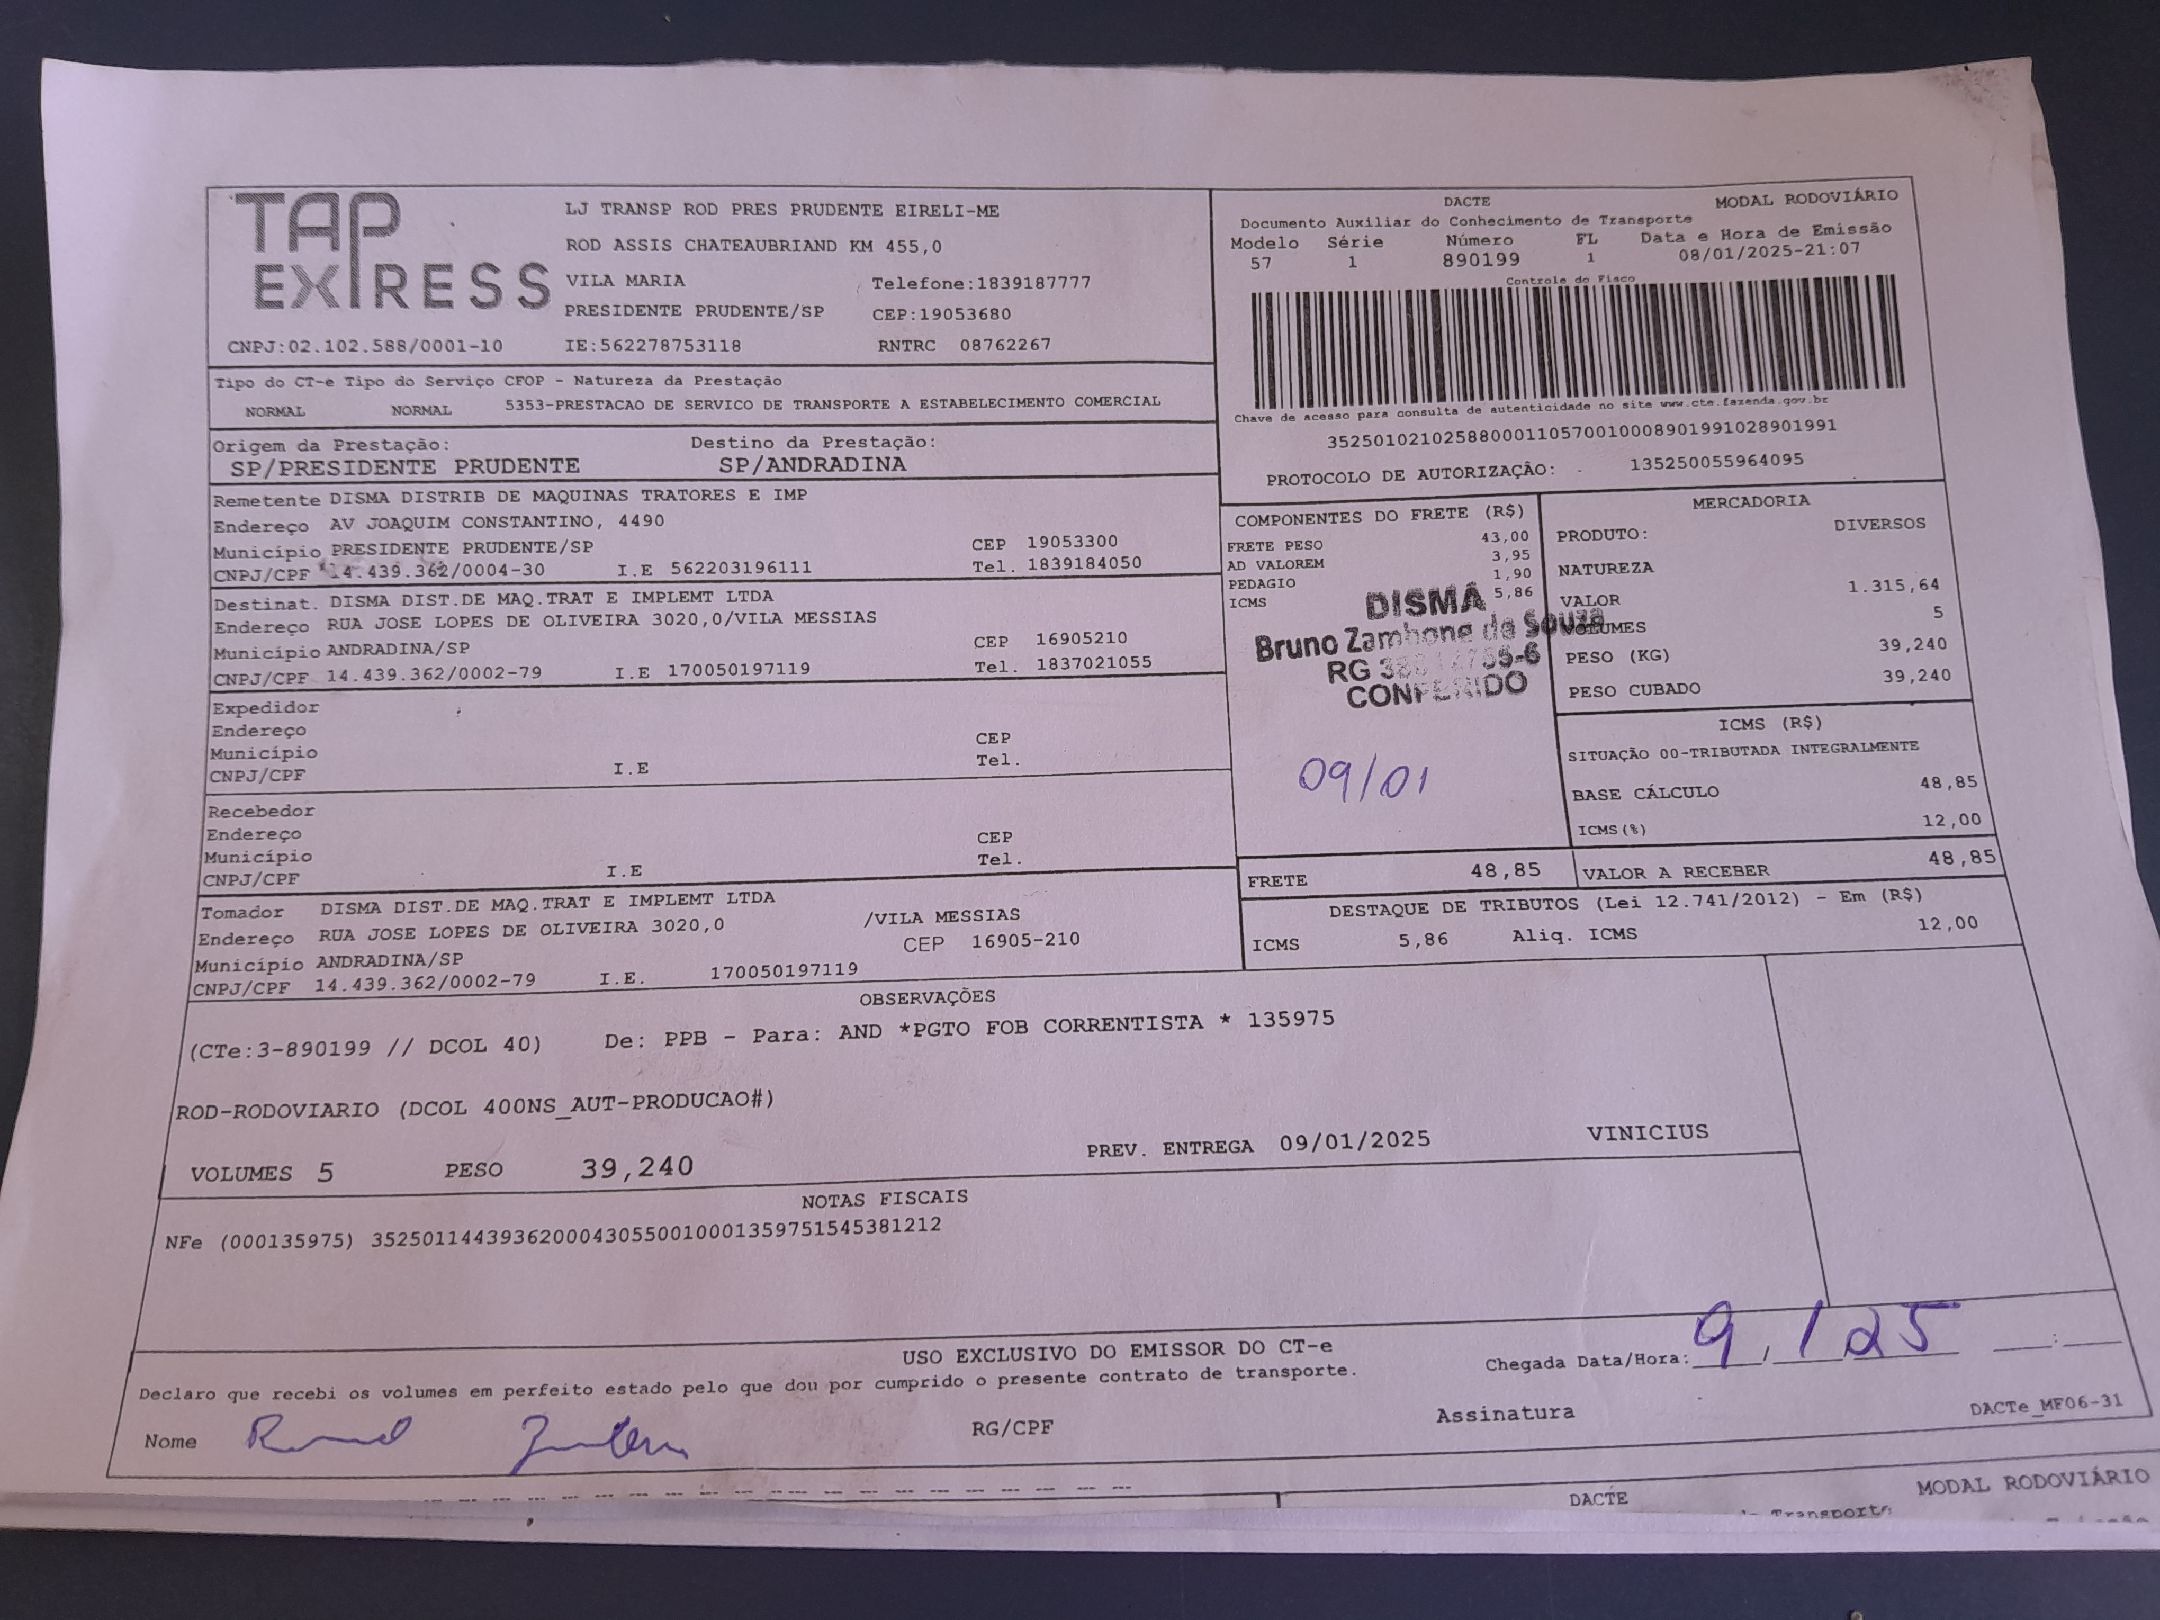 TAP
EXPRESS
LJ TRANSP ROD PRES PRUDENTE EIRELI-ME
ROD ASSIS CHATEAUBRIAND KM 455,0
VILA MARIA Telefone:1839187777
PRESIDENTE PRUDENTE/SP CEP:19053680
CNPJ:02.102.588/0001-10 IE:562278753118 RNTRC 08762267
DACTE MODAL RODOVIÁRIO
Documento Auxiliar do Conhecimento de Transporte
Modelo Série Número FL Data e Hora de Emissão
57 1 890199 1 08/01/2025-21:07
Controle do Fisco
Chave de acesso para consulta de autenticidade no site www.cte.fazenda.gov.br
35250102102588000110570010008901991028901991
PROTOCOLO DE AUTORIZAÇÃO: 135250055964095
Tipo do CT-e Tipo do Serviço CFOP - Natureza da Prestação
NORMAL NORMAL 5353-PRESTACAO DE SERVICO DE TRANSPORTE A ESTABELECIMENTO COMERCIAL
Origem da Prestação: Destino da Prestação:
SP/PRESIDENTE PRUDENTE SP/ANDRADINA
Remetente DISMA DISTRIB DE MAQUINAS TRATORES E IMP
Endereço AV JOAQUIM CONSTANTINO, 4490
Município PRESIDENTE PRUDENTE/SP CEP 19053300
CNPJ/CPF 14.439.362/0004-30 I.E 562203196111 Tel. 1839184050
Destinat. DISMA DIST.DE MAQ.TRAT E IMPLEMT LTDA
Endereço RUA JOSE LOPES DE OLIVEIRA 3020,0/VILA MESSIAS
Município ANDRADINA/SP CEP 16905210
CNPJ/CPF 14.439.362/0002-79 I.E 170050197119 Tel. 1837021055
Expedidor
Endereço
Município CEP
CNPJ/CPF I.E Tel.
Recebedor
Endereço CEP
Município Tel.
CNPJ/CPF I.E
Tomador DISMA DIST.DE MAQ.TRAT E IMPLEMT LTDA
Endereço RUA JOSE LOPES DE OLIVEIRA 3020,0 /VILA MESSIAS
CEP 16905-210
Município ANDRADINA/SP
CNPJ/CPF 14.439.362/0002-79 I.E. 170050197119
COMPONENTES DO FRETE (R$)
FRETE PESO 43,00
AD VALOREM 3,95
PEDAGIO 1,90
ICMS 5,86
DISMA
Bruno Zambone de Souza
RG
CONFERIDO
09/01
MERCADORIA
PRODUTO: DIVERSOS
NATUREZA
VALOR 1.315,64
VOLUMES 5
PESO (KG) 39,240
PESO CUBADO 39,240
ICMS (R$)
SITUAÇÃO 00-TRIBUTADA INTEGRALMENTE
BASE CÁLCULO 48,85
ICMS(%) 12,00
FRETE 48,85 VALOR A RECEBER 48,85
DESTAQUE DE TRIBUTOS (Lei 12.741/2012) - Em (R$)
ICMS 5,86 Aliq. ICMS 12,00
OBSERVAÇÕES
(CTe:3-890199 // DCOL 40) De: PPB - Para: AND *PGTO FOB CORRENTISTA * 135975
ROD-RODOVIARIO (DCOL 400NS_AUT-PRODUCAO#)
VOLUMES 5 PESO 39,240 PREV. ENTREGA 09/01/2025 VINICIUS
NOTAS FISCAIS
NFe (000135975) 35250114439362000430550010001359751545381212
USO EXCLUSIVO DO EMISSOR DO CT-e
Declaro que recebi os volumes em perfeito estado pelo que dou por cumprido o presente contrato de transporte.
Chegada Data/Hora: 9 / 1 25 :
Nome RG/CPF Assinatura DACTe_MF06-31
DACTE MODAL RODOVIÁRIO
Transporte